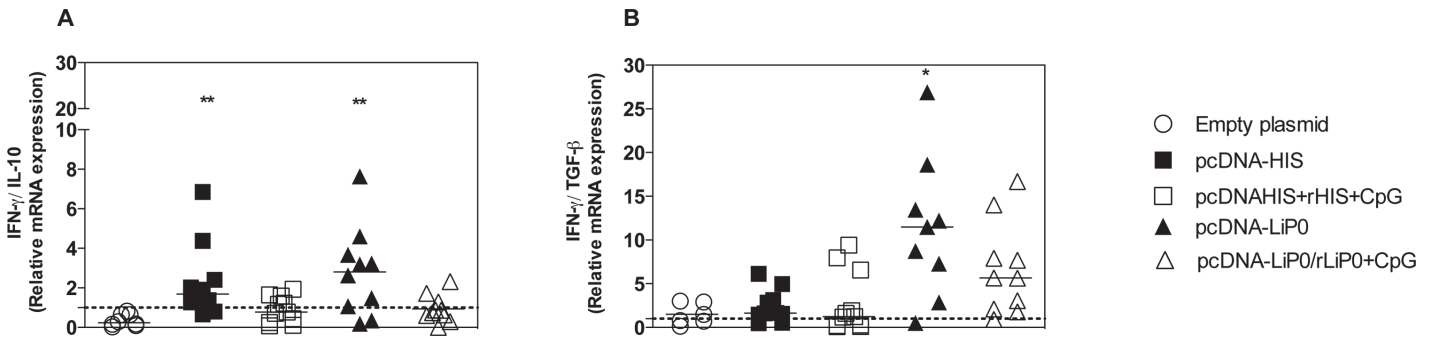 A
IFN-γ/ IL-10
(Relative mRNA expression)
30
20
10
8
6
4
2
0
**
**
B
IFN-γ/ TGF-β
(Relative mRNA expression)
30
25
20
15
10
5
0
*
Empty plasmid
pcDNA-HIS
pcDNAHIS+rHIS+CpG
pcDNA-LiP0
pcDNA-LiP0/rLiP0+CpG